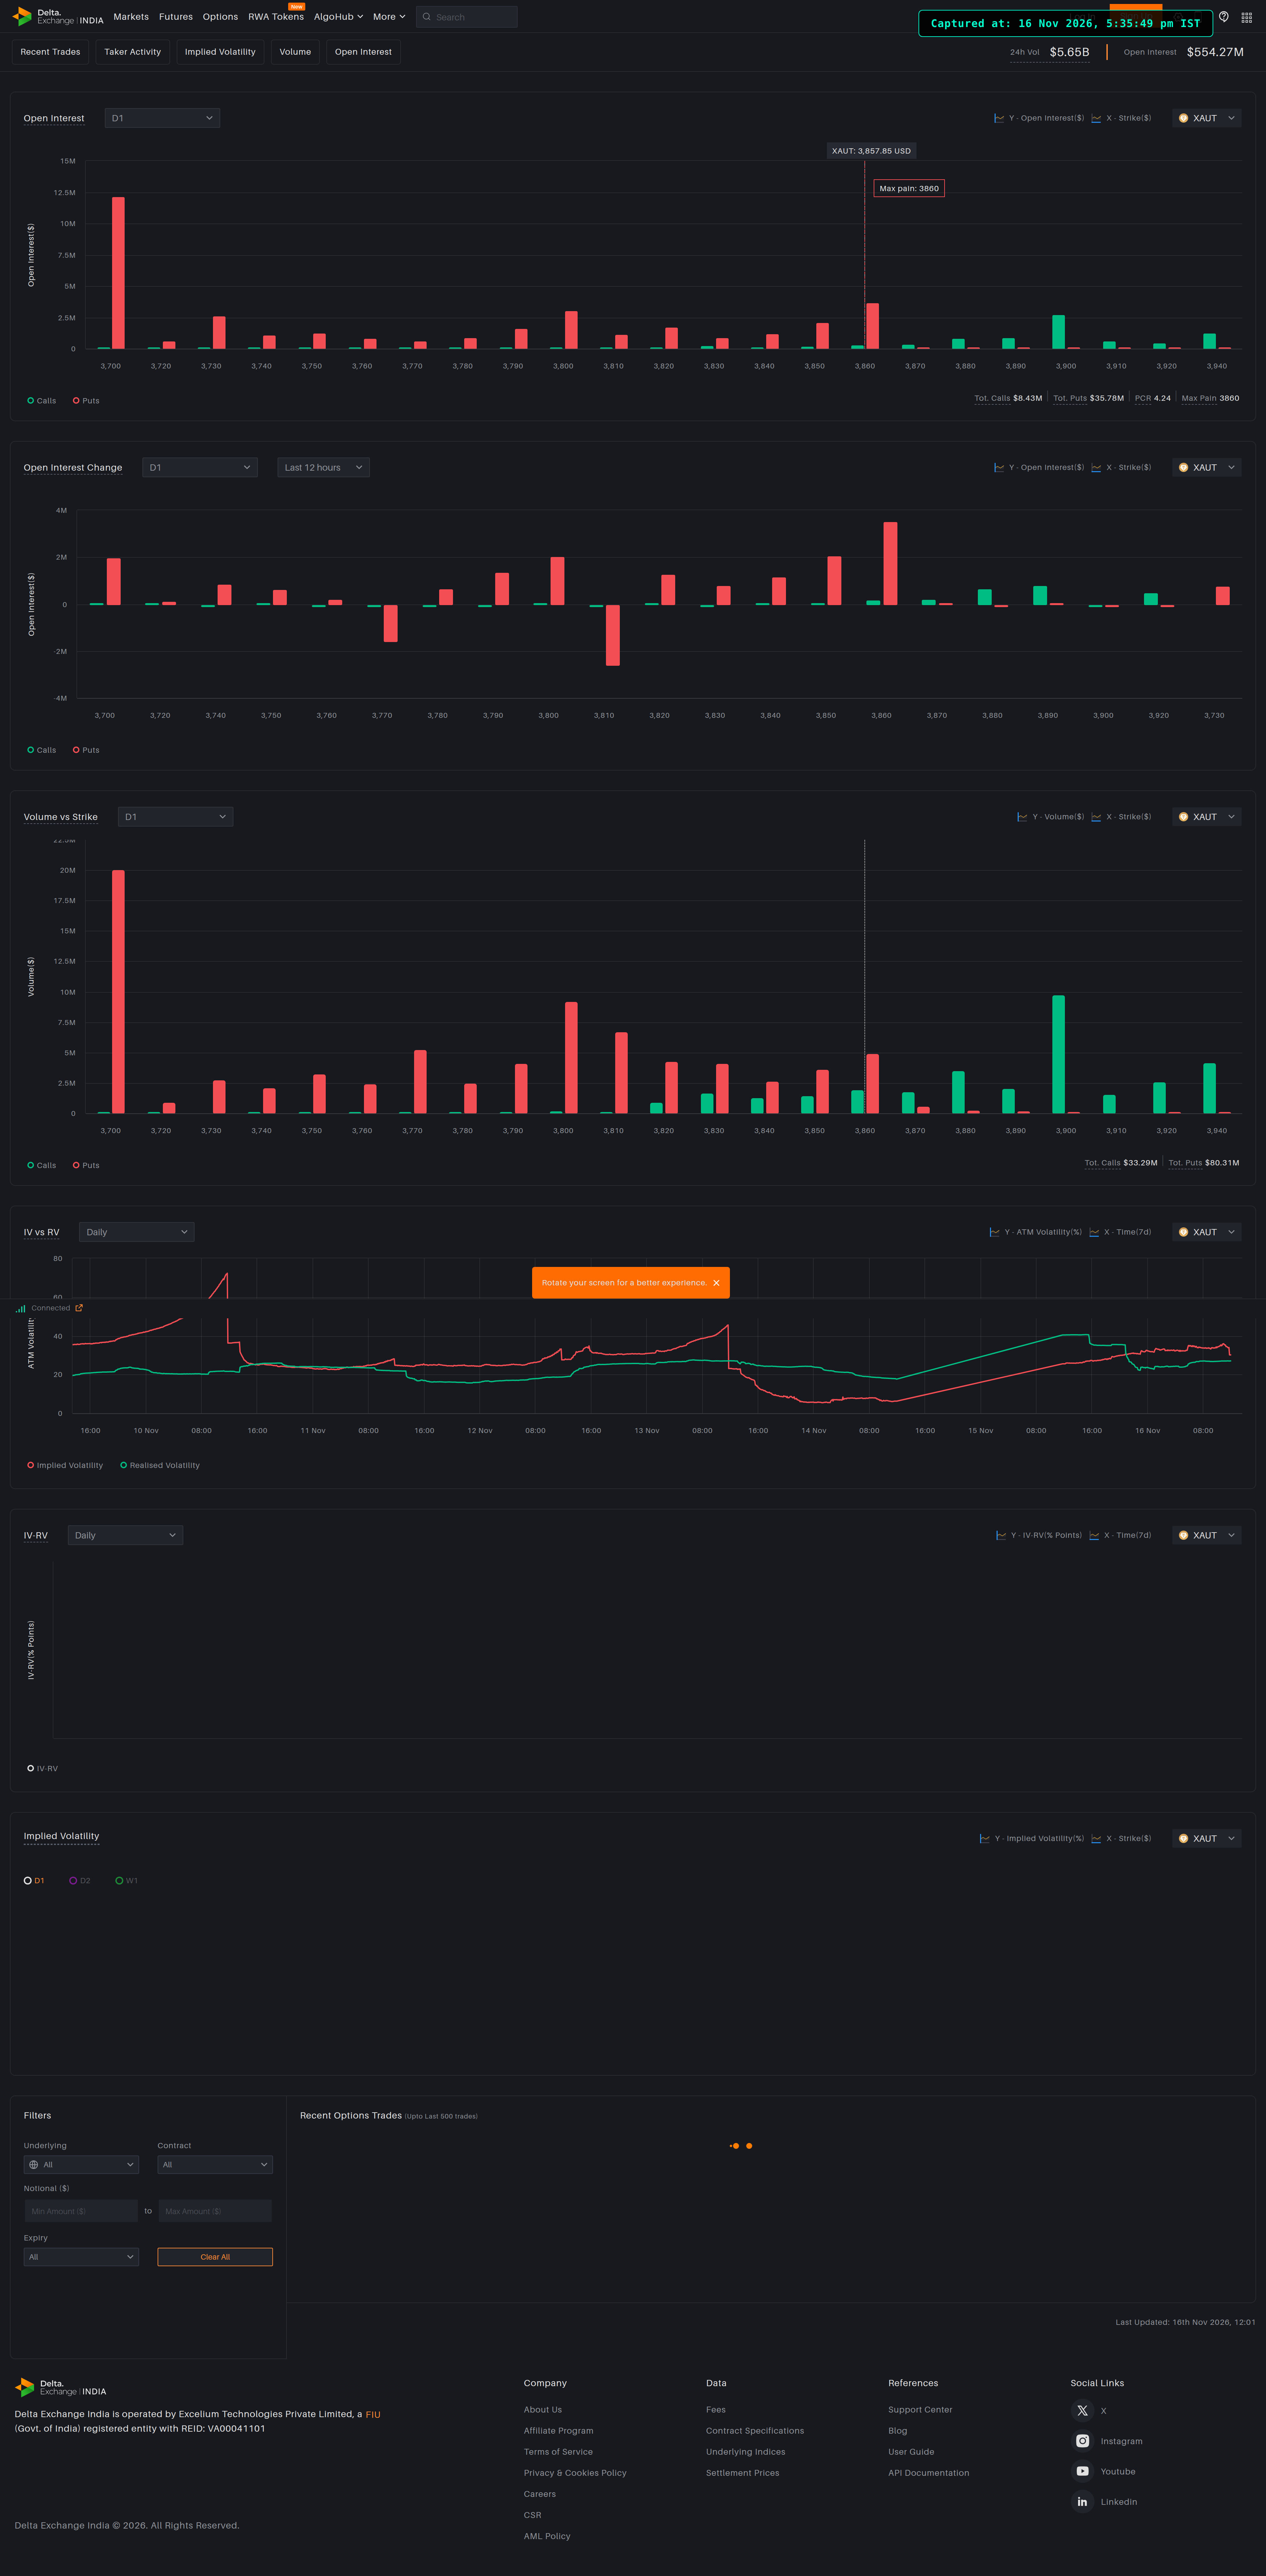 Delta. Exchange | INDIA
Markets Futures Options RWA Tokens New AlgoHub More Search
Captured at: 16 Nov 2026, 5:35:49 pm IST
Recent Trades Taker Activity Implied Volatility Volume Open Interest
24h Vol $5.65B Open Interest $554.27M
Open Interest D1 Y - Open Interest($) X - Strike($) XAUT
XAUT: 3,857.85 USD
Max pain: 3860
15M
12.5M
10M
7.5M
5M
2.5M
0
Open Interest($)
3,700 3,720 3,730 3,740 3,750 3,760 3,770 3,780 3,790 3,800 3,810 3,820 3,830 3,840 3,850 3,860 3,870 3,880 3,890 3,900 3,910 3,920 3,940
Calls Puts
Tot. Calls $8.43M Tot. Puts $35.78M PCR 4.24 Max Pain 3860
Open Interest Change D1 Last 12 hours Y - Open Interest($) X - Strike($) XAUT
4M
2M
0
-2M
-4M
Open Interest($)
3,700 3,720 3,740 3,750 3,760 3,770 3,780 3,790 3,800 3,810 3,820 3,830 3,840 3,850 3,860 3,870 3,880 3,890 3,900 3,920 3,730
Calls Puts
Volume vs Strike D1 Y - Volume($) X - Strike($) XAUT
22.5M
20M
17.5M
15M
12.5M
10M
7.5M
5M
2.5M
0
Volume($)
3,700 3,720 3,730 3,740 3,750 3,760 3,770 3,780 3,790 3,800 3,810 3,820 3,830 3,840 3,850 3,860 3,870 3,880 3,890 3,900 3,910 3,920 3,940
Calls Puts
Tot. Calls $33.29M Tot. Puts $80.31M
IV vs RV Daily Y - ATM Volatility(%) X - Time(7d) XAUT
80
60
Rotate your screen for a better experience.
Connected
ATM Volatility
40
20
0
16:00 10 Nov 08:00 16:00 11 Nov 08:00 16:00 12 Nov 08:00 16:00 13 Nov 08:00 16:00 14 Nov 08:00 16:00 15 Nov 08:00 16:00 16 Nov 08:00
Implied Volatility Realised Volatility
IV-RV Daily Y - IV-RV(% Points) X - Time(7d) XAUT
IV-RV(% Points)
IV-RV
Implied Volatility Y - Implied Volatility(%) X - Strike($) XAUT
D1 D2 W1
Filters
Recent Options Trades (Upto Last 500 trades)
Underlying Contract
All All
Notional ($)
Min Amount ($) to Max Amount ($)
Expiry
All Clear All
Last Updated: 16th Nov 2026, 12:01
Delta. Exchange | INDIA
Delta Exchange India is operated by Excelium Technologies Private Limited, a FIU
(Govt. of India) registered entity with REID: VA00041101
Delta Exchange India © 2026. All Rights Reserved.
Company
About Us
Affiliate Program
Terms of Service
Privacy & Cookies Policy
Careers
CSR
AML Policy
Data
Fees
Contract Specifications
Underlying Indices
Settlement Prices
References
Support Center
Blog
User Guide
API Documentation
Social Links
X
Instagram
Youtube
Linkedin